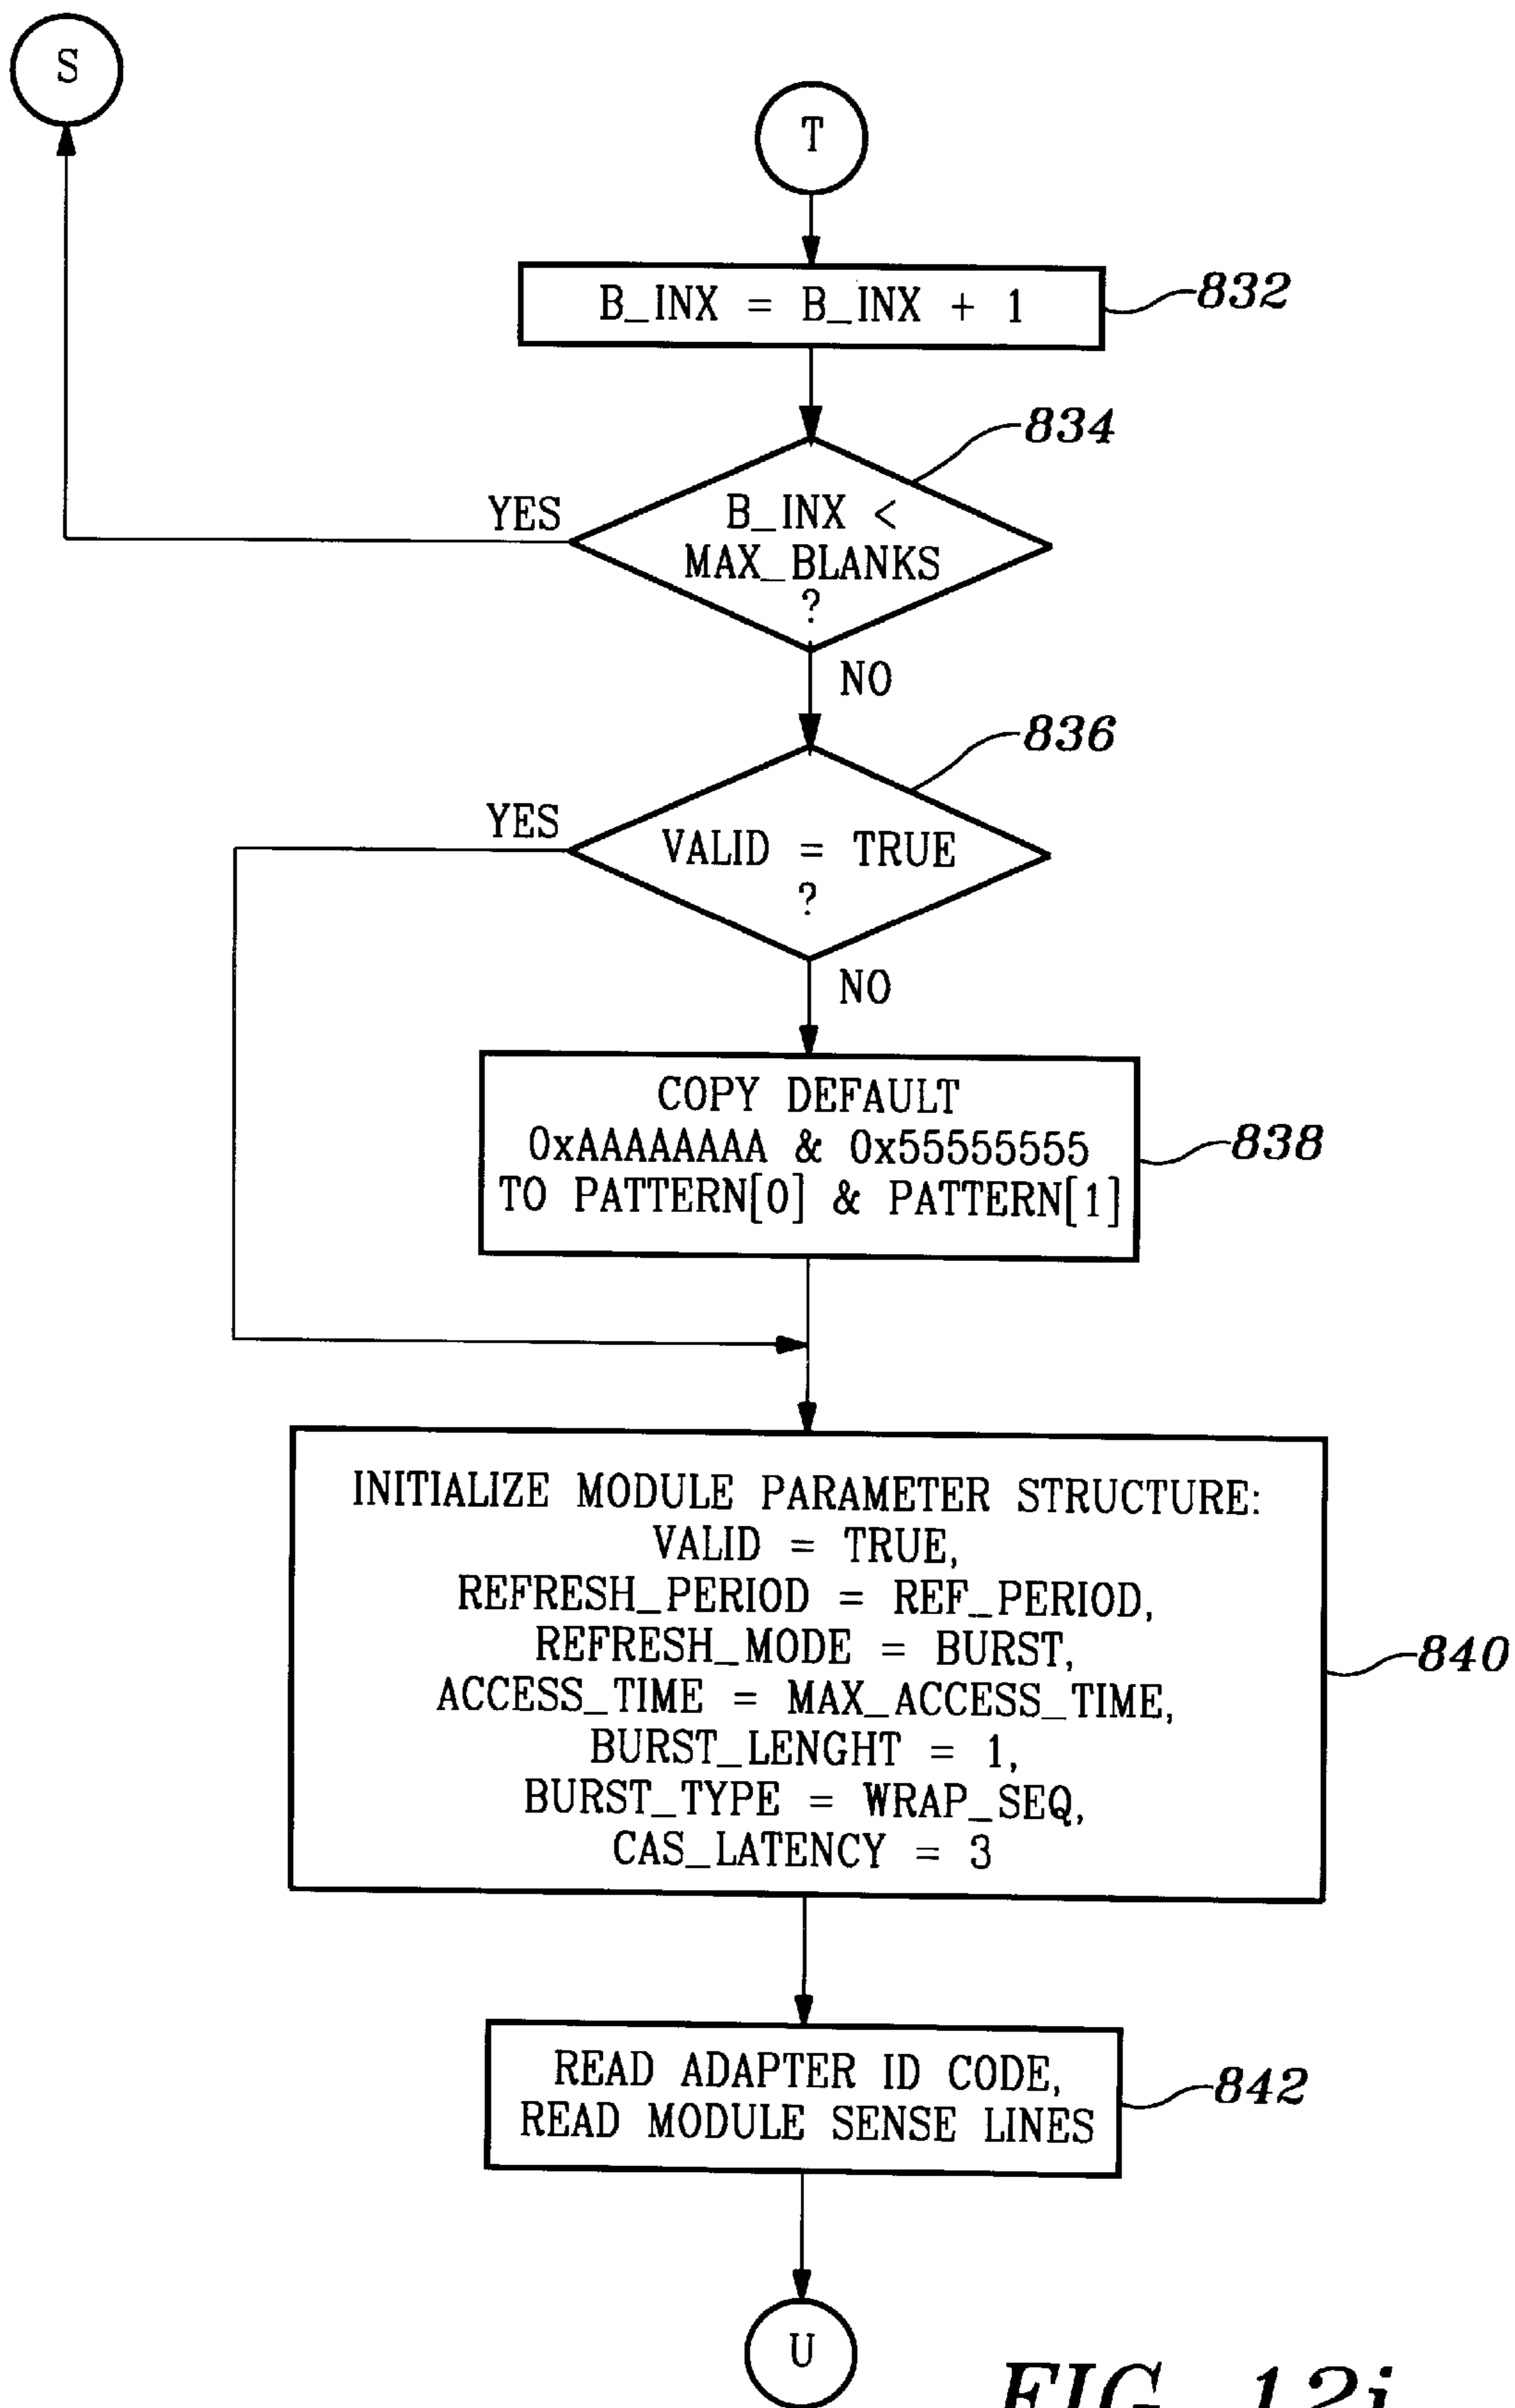 S
T
B_INX = B_INX + 1
832
834
YES
B_INX <
MAX_BLANKS
?
NO
836
YES
VALID = TRUE
?
NO
COPY DEFAULT
0xAAAAAAAA & 0x55555555
TO PATTERN[0] & PATTERN[1]
838
INITIALIZE MODULE PARAMETER STRUCTURE:
VALID = TRUE,
REFRESH_PERIOD = REF_PERIOD,
REFRESH_MODE = BURST,
ACCESS_TIME = MAX_ACCESS_TIME,
BURST_LENGHT = 1,
BURST_TYPE = WRAP_SEQ,
CAS_LATENCY = 3
840
READ ADAPTER ID CODE,
READ MODULE SENSE LINES
842
U
FIG. 12i